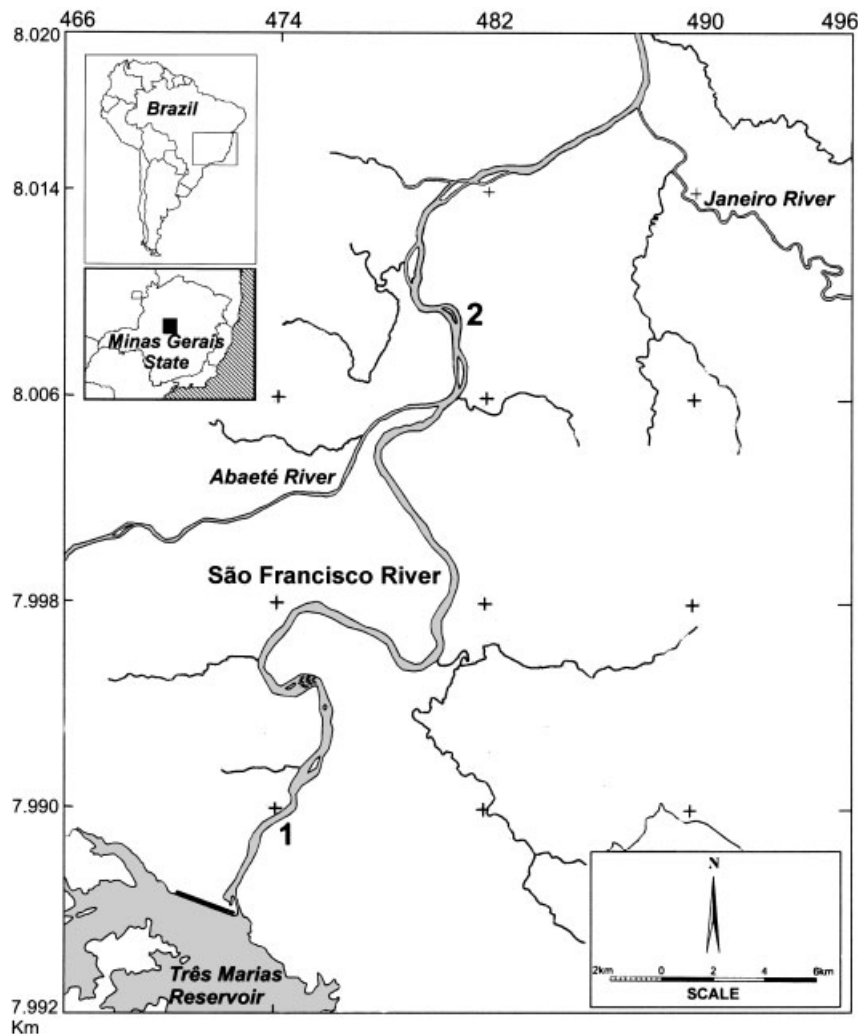 466 474 482 490 496
8.020
Brazil
8.014
Janeiro River
2
Minas Gerais
State
8.006
Abaeté River
São Francisco River
7.998
7.990
1
N
Três Marias
Reservoir
2km 0 2 4 6km
SCALE
7.992
Km